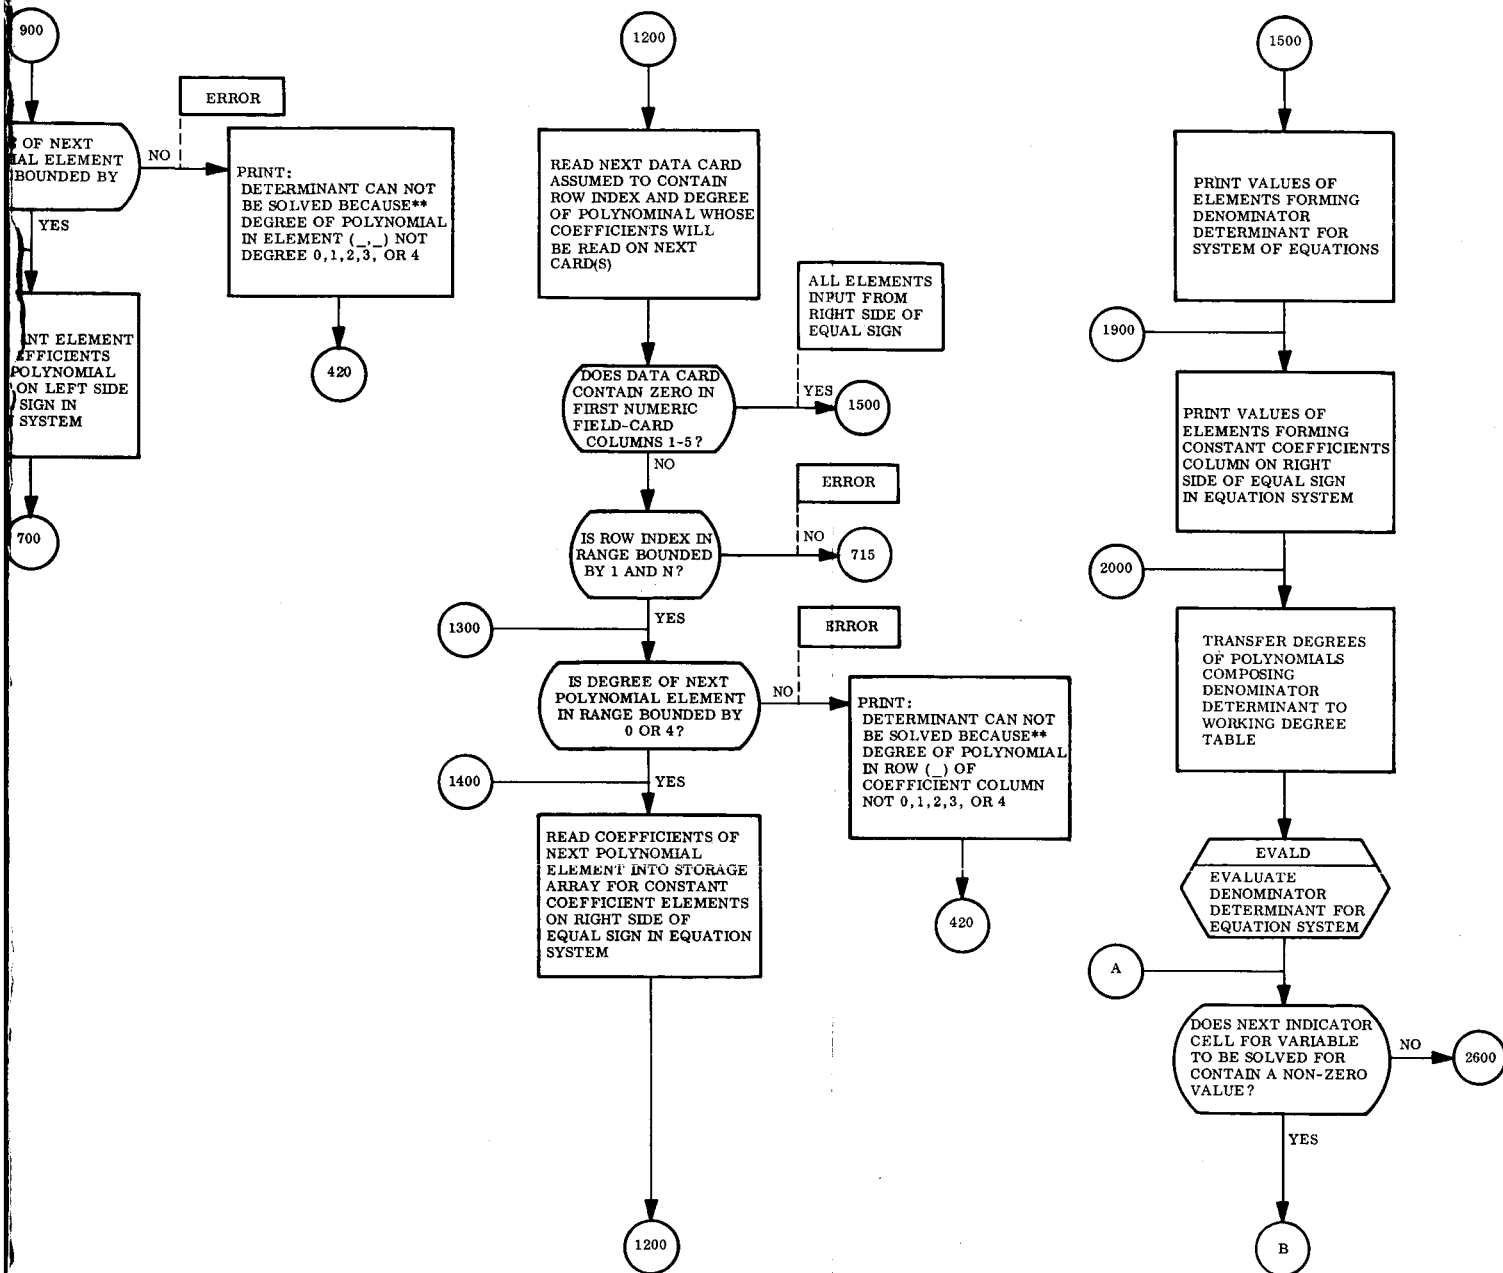 900
ERROR
OF NEXT
ELEMENT
BOUNDED BY
NO
YES
PRINT:
DETERMINANT CAN NOT
BE SOLVED BECAUSE**
DEGREE OF POLYNOMIAL
IN ELEMENT (_,_) NOT
DEGREE 0,1,2,3, OR 4
420
ELEMENT
POLYNOMIAL
ON LEFT SIDE
SIGN IN
SYSTEM
700
1200
READ NEXT DATA CARD
ASSUMED TO CONTAIN
ROW INDEX AND DEGREE
OF POLYNOMINAL WHOSE
COEFFICIENTS WILL
BE READ ON NEXT
CARD(S)
ALL ELEMENTS
INPUT FROM
RIGHT SIDE OF
EQUAL SIGN
DOES DATA CARD
CONTAIN ZERO IN
FIRST NUMERIC
FIELD-CARD
COLUMNS 1-5?
YES
1500
NO
ERROR
IS ROW INDEX IN
RANGE BOUNDED
BY 1 AND N?
NO
715
YES
1300
ERROR
IS DEGREE OF NEXT
POLYNOMIAL ELEMENT
IN RANGE BOUNDED BY
0 OR 4?
NO
PRINT:
DETERMINANT CAN NOT
BE SOLVED BECAUSE**
DEGREE OF POLYNOMIAL
IN ROW (_) OF
COEFFICIENT COLUMN
NOT 0,1,2,3, OR 4
420
1400
YES
READ COEFFICIENTS OF
NEXT POLYNOMIAL
ELEMENT INTO STORAGE
ARRAY FOR CONSTANT
COEFFICIENT ELEMENTS
ON RIGHT SIDE OF
EQUAL SIGN IN EQUATION
SYSTEM
1200
1500
PRINT VALUES OF
ELEMENTS FORMING
DENOMINATOR
DETERMINANT FOR
SYSTEM OF EQUATIONS
1900
PRINT VALUES OF
ELEMENTS FORMING
CONSTANT COEFFICIENTS
COLUMN ON RIGHT
SIDE OF EQUAL SIGN
IN EQUATION SYSTEM
2000
TRANSFER DEGREES
OF POLYNOMIALS
COMPOSING
DENOMINATOR
DETERMINANT TO
WORKING DEGREE
TABLE
EVALD
EVALUATE
DENOMINATOR
DETERMINANT FOR
EQUATION SYSTEM
A
DOES NEXT INDICATOR
CELL FOR VARIABLE
TO BE SOLVED FOR
CONTAIN A NON-ZERO
VALUE?
NO
2600
YES
B